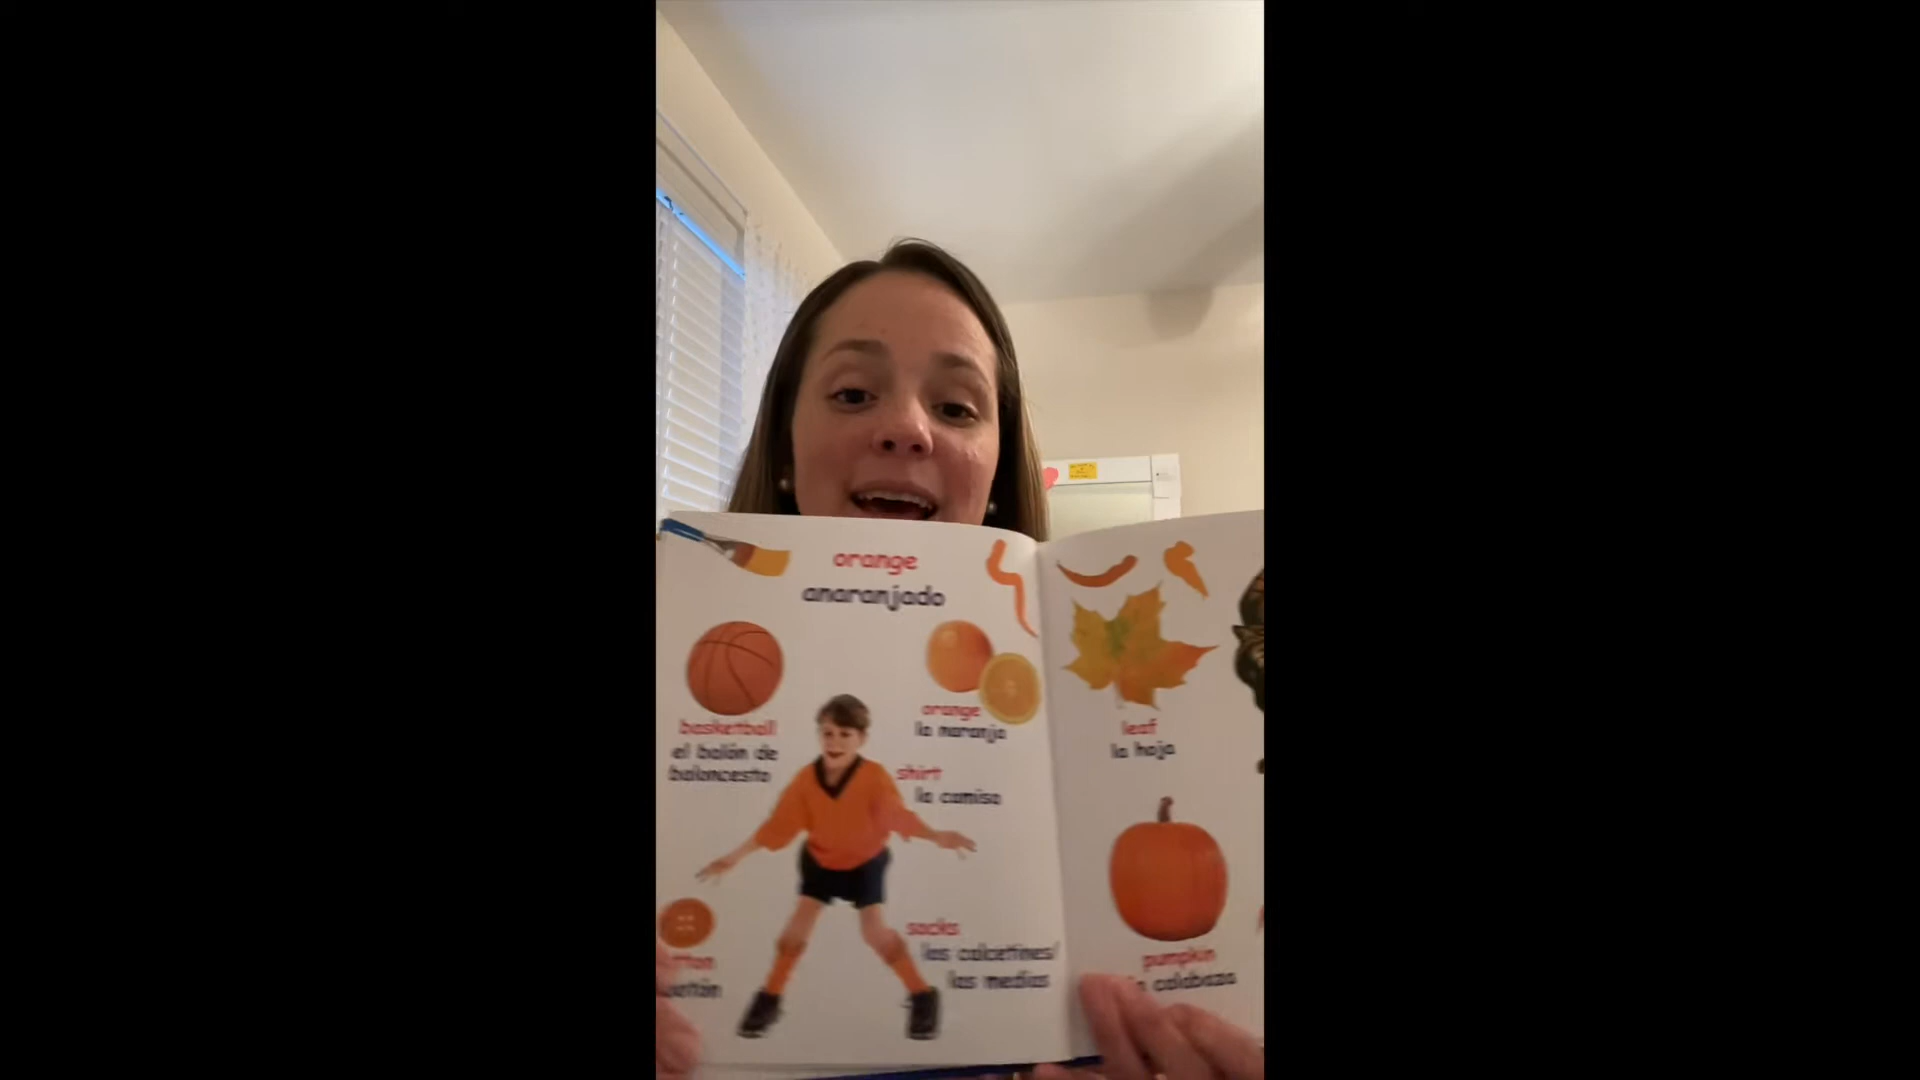 orange
anaranjado
basketball
el balón de
baloncesto
orange
la naranja
shirt
la camisa
socks
los calcetines/
las medias
leaf
la hoja
pumpkin
calabaza